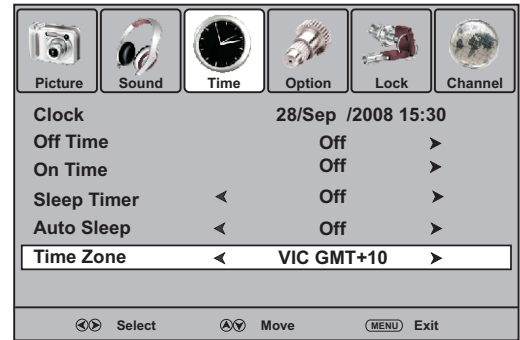 Picture Sound Time Option Lock Channel
Clock 28/Sep /2008 15:30
Off Time Off
On Time Off
Sleep Timer Off
Auto Sleep Off
Time Zone VIC GMT+10
Select Move MENU Exit